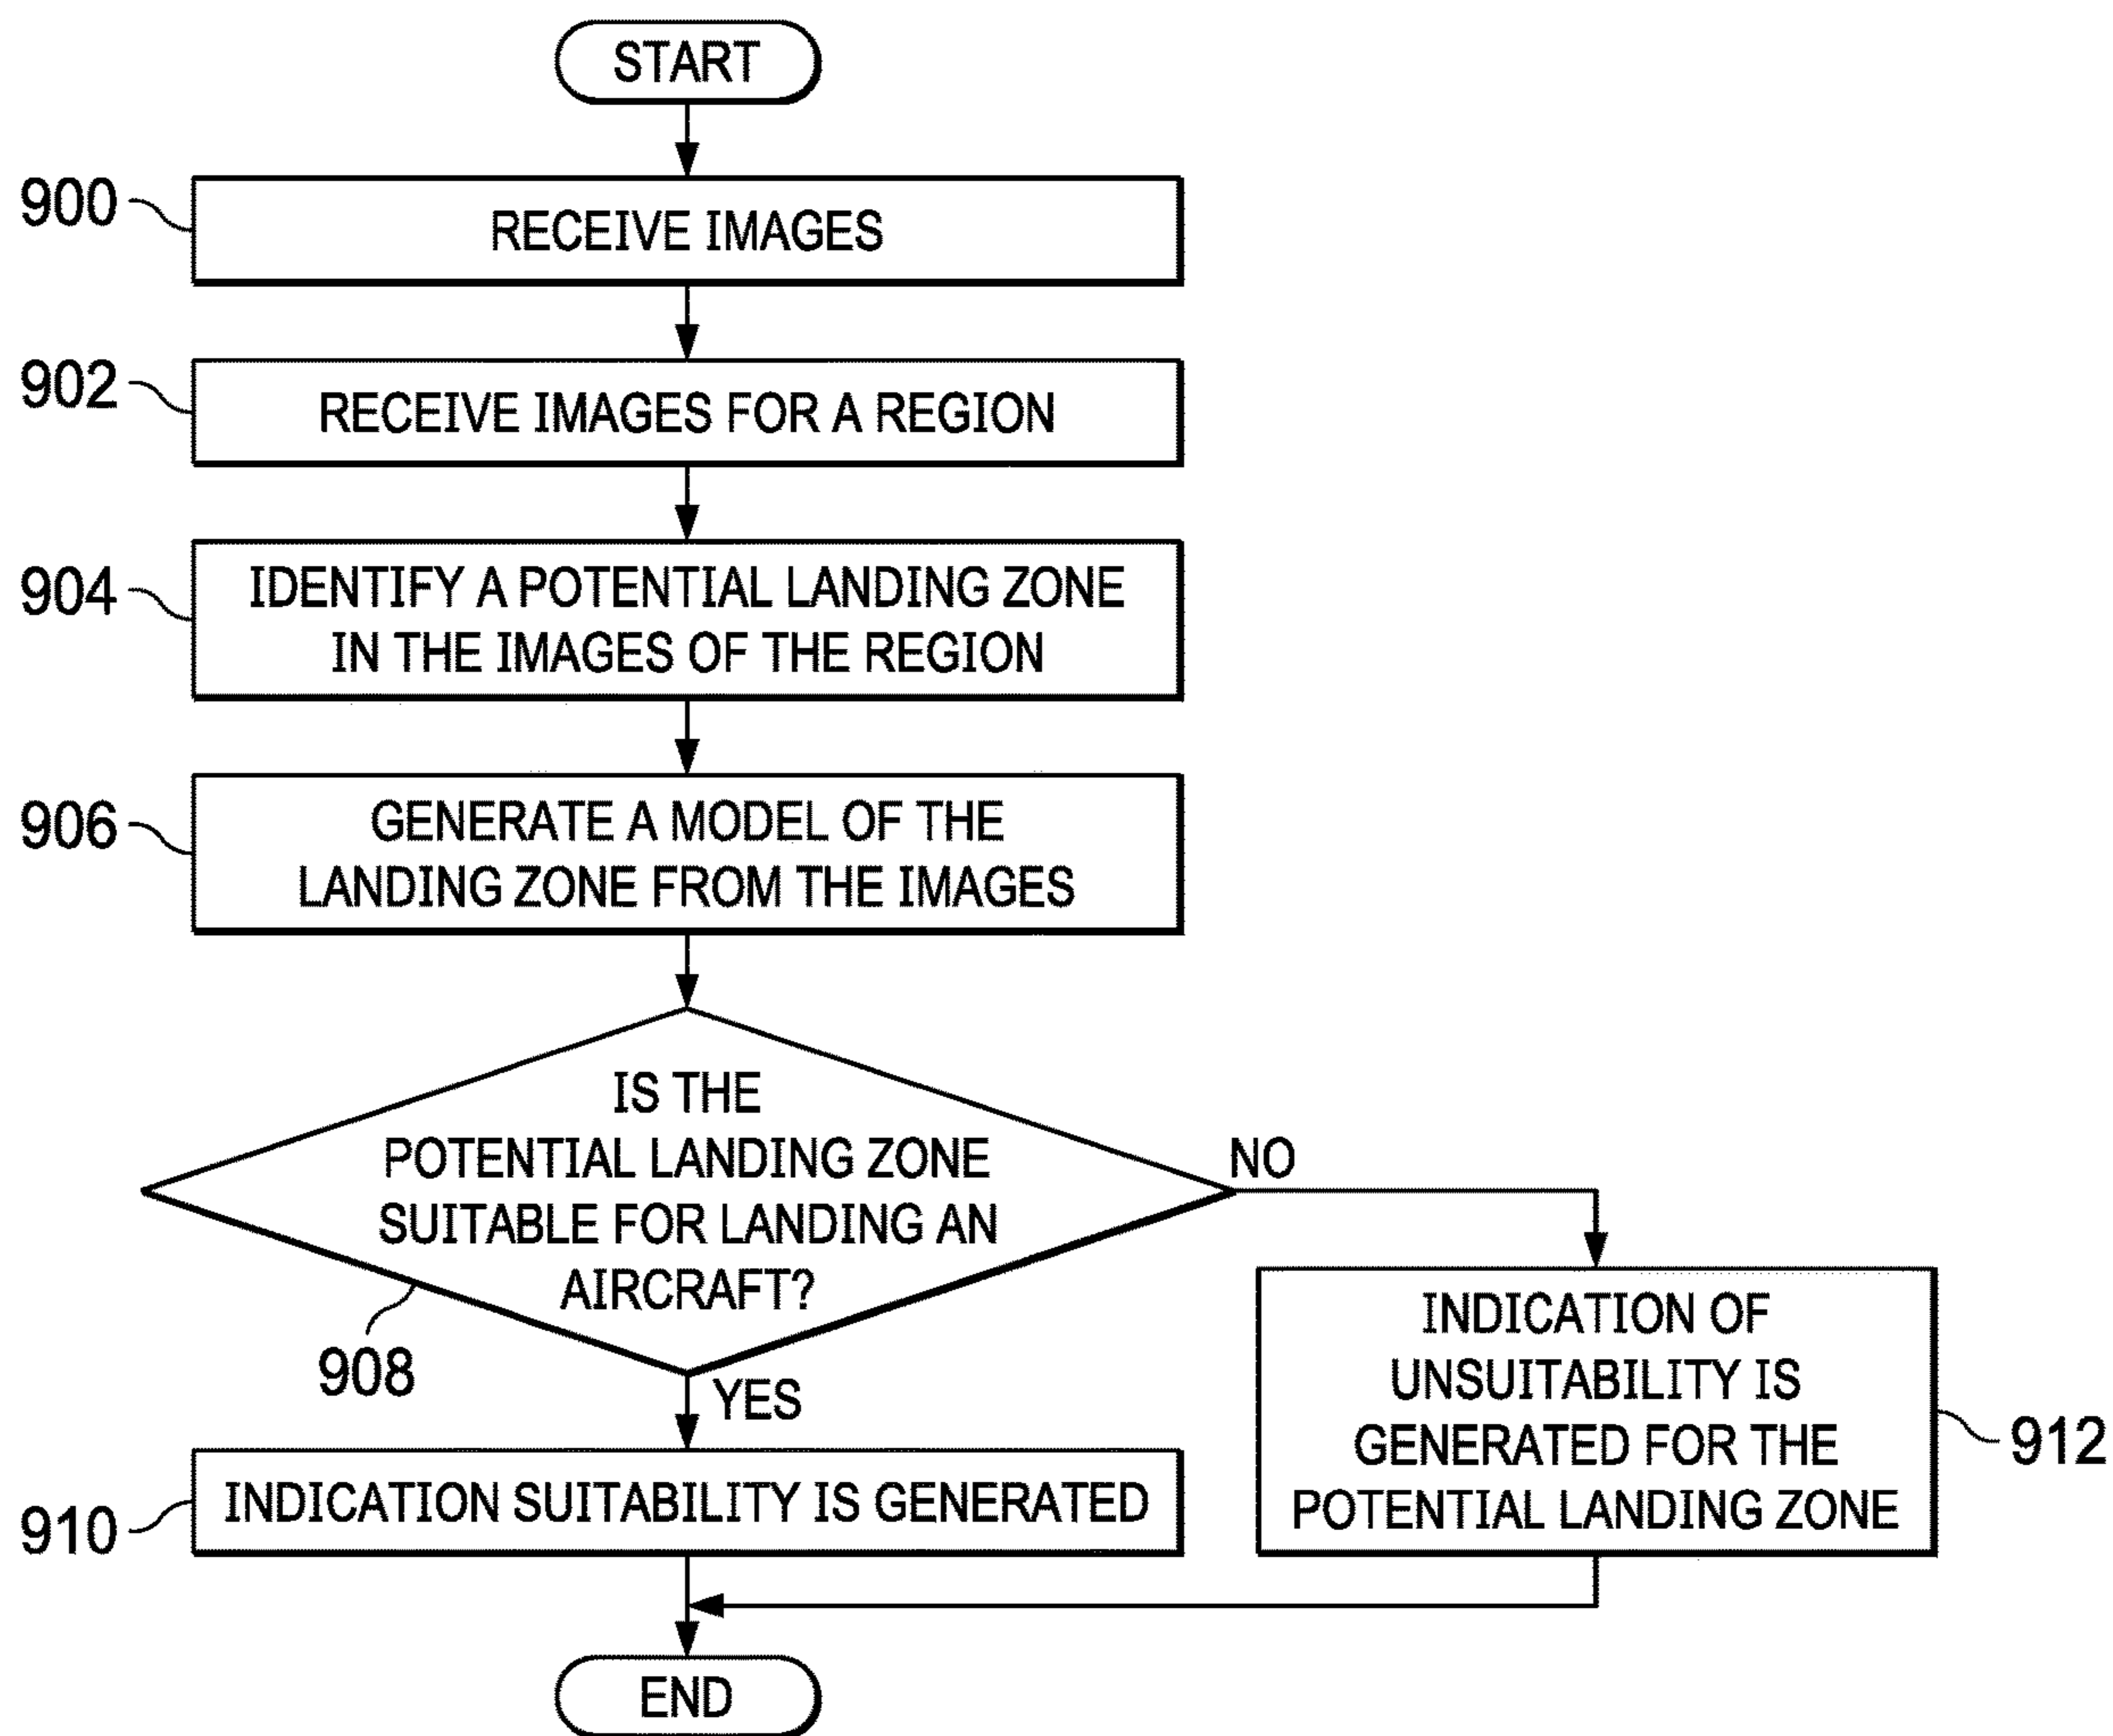 START
900
RECEIVE IMAGES
902
RECEIVE IMAGES FOR A REGION
904
IDENTIFY A POTENTIAL LANDING ZONE
IN THE IMAGES OF THE REGION
906
GENERATE A MODEL OF THE
LANDING ZONE FROM THE IMAGES
IS THE
POTENTIAL LANDING ZONE
SUITABLE FOR LANDING AN
AIRCRAFT?
908
NO
YES
INDICATION OF
UNSUITABILITY IS
GENERATED FOR THE
POTENTIAL LANDING ZONE
912
910
INDICATION SUITABILITY IS GENERATED
END